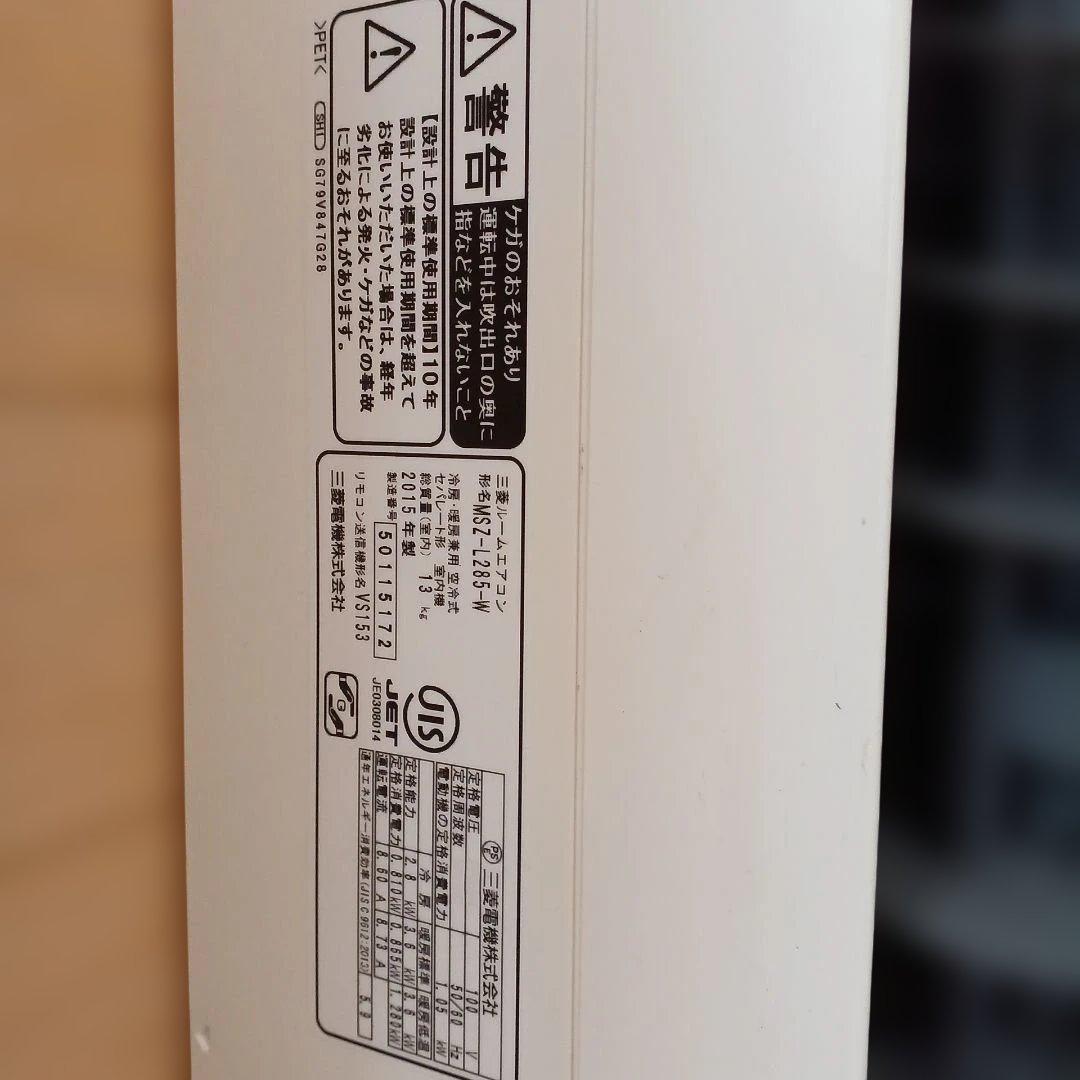 警告
ケガのおそれあり
運転中は吹出口の奥に
指などを入れないこと
【設計上の標準使用期間】10年
設計上の標準使用期間を超えて
お使いいただいた場合は、経年
劣化による発火・ケガなどの事故
に至るおそれがあります。
>PET< SHI SG79V847G28
三菱ルームエアコン
形名MSZ-L285-W
冷房・暖房兼用 空冷式
セパレート形 室内機
総質量(室内) 13 kg
2015年製
製造番号 50115172
リモコン送信機形名 VS153
三菱電機株式会社
JIS
JET
JE0308014
G
PSE 三菱電機株式会社
定格電圧 100 V
定格周波数 50/60 Hz
電動機の定格消費電力 1.05 kW
冷房 暖房標準 暖房低温
定格能力 2.8 kW 3.6 kW 3.6 kW
定格消費電力 0.810kW 0.865kW 1.280kW
運転電流 8.60 A 8.73 A
通年エネルギー消費効率(JIS C 9612:2013) 5.9